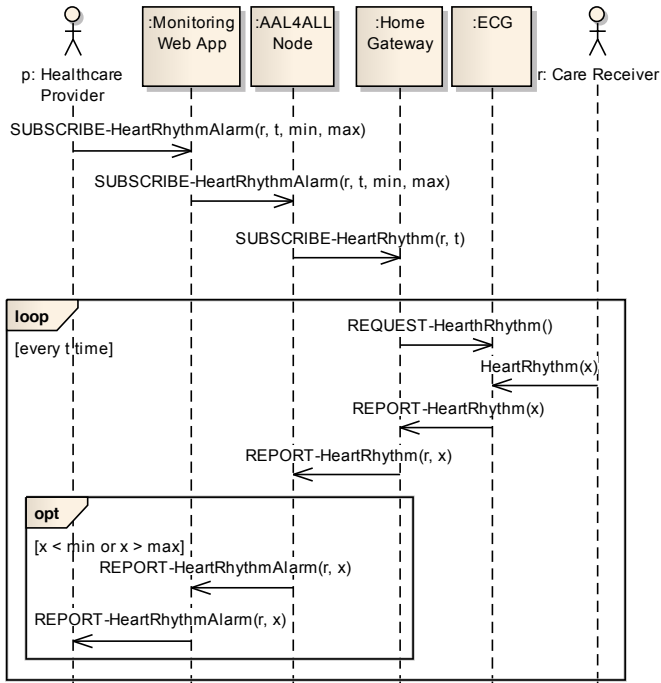 :Monitoring
Web App
:AAL4ALL
Node
:Home
Gateway
:ECG
p: Healthcare
Provider
r: Care Receiver
SUBSCRIBE-HeartRhythmAlarm(r, t, min, max)
SUBSCRIBE-HeartRhythmAlarm(r, t, min, max)
SUBSCRIBE-HeartRhythm(r, t)
loop
[every t time]
REQUEST-HearthRhythm()
HeartRhythm(x)
REPORT-HeartRhythm(x)
REPORT-HeartRhythm(r, x)
opt
[x < min or x > max]
REPORT-HeartRhythmAlarm(r, x)
REPORT-HeartRhythmAlarm(r, x)